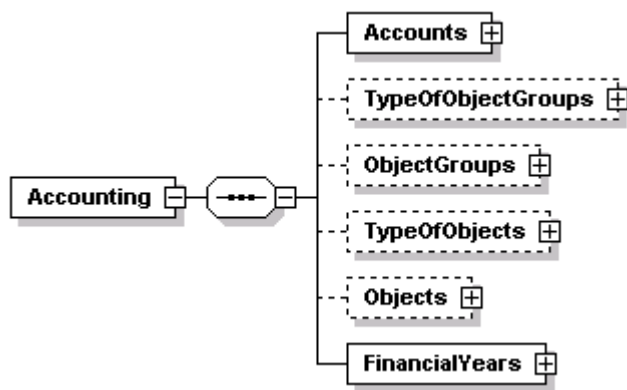 Accounts
TypeOfObjectGroups
ObjectGroups
Accounting
TypeOfObjects
Objects
FinancialYears